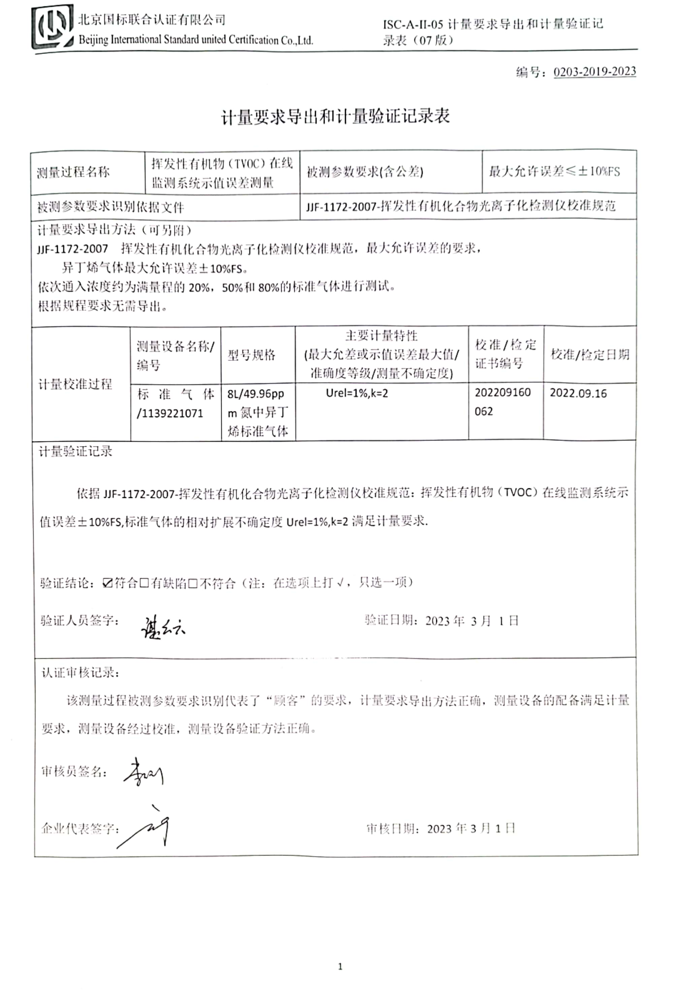 北京国标联合认证有限公司
Beijing International Standard united Certification Co.,Ltd.
ISC-A-II-05 计量要求导出和计量验证记
录表（07 版）
编号：0203-2019-2023
计量要求导出和计量验证记录表
测量过程名称
挥发性有机物（TVOC）在线
监测系统示值误差测量
被测参数要求(含公差)
最大允许误差≤±10%FS
被测参数要求识别依据文件
JJF-1172-2007-挥发性有机化合物光离子化检测仪校准规范
计量要求导出方法（可另附）
JJF-1172-2007 挥发性有机化合物光离子化检测仪校准规范，最大允许误差的要求，
异丁烯气体最大允许误差±10%FS。
依次通入浓度约为满量程的 20%，50%和 80%的标准气体进行测试。
根据规程要求无需导出。
计量校准过程
测量设备名称/
编号
型号规格
主要计量特性
(最大允差或示值误差最大值/
准确度等级/测量不确定度)
校准/检定
证书编号
校准/检定日期
标准气体
/1139221071
8L/49.96pp
m 氮中异丁
烯标准气体
Urel=1%,k=2
202209160
062
2022.09.16
计量验证记录
依据 JJF-1172-2007-挥发性有机化合物光离子化检测仪校准规范：挥发性有机物（TVOC）在线监测系统示
值误差±10%FS,标准气体的相对扩展不确定度 Urel=1%,k=2 满足计量要求.
验证结论：☑符合□有缺陷□不符合（注：在选项上打√，只选一项）
验证人员签字：
验证日期：2023 年 3 月 1 日
认证审核记录：
该测量过程被测参数要求识别代表了“顾客”的要求，计量要求导出方法正确，测量设备的配备满足计量
要求，测量设备经过校准，测量设备验证方法正确。
审核员签名：
企业代表签字：
审核日期：2023 年 3 月 1 日
1